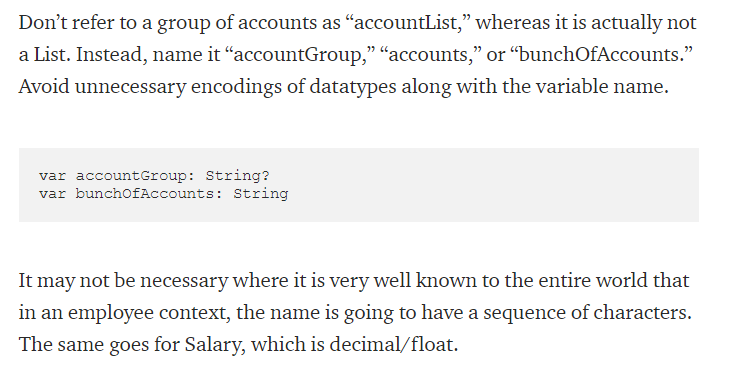 Don’t refer to a group of accounts as “accountList,” whereas it is actually not
a List. Instead, name it “accountGroup,” “accounts,” or “bunchOfAccounts.”
Avoid unnecessary encodings of datatypes along with the variable name.
var accountGroup: String?
var bunchOfAccounts: String
It may not be necessary where it is very well known to the entire world that
in an employee context, the name is going to have a sequence of characters.
The same goes for Salary, which is decimal/float.